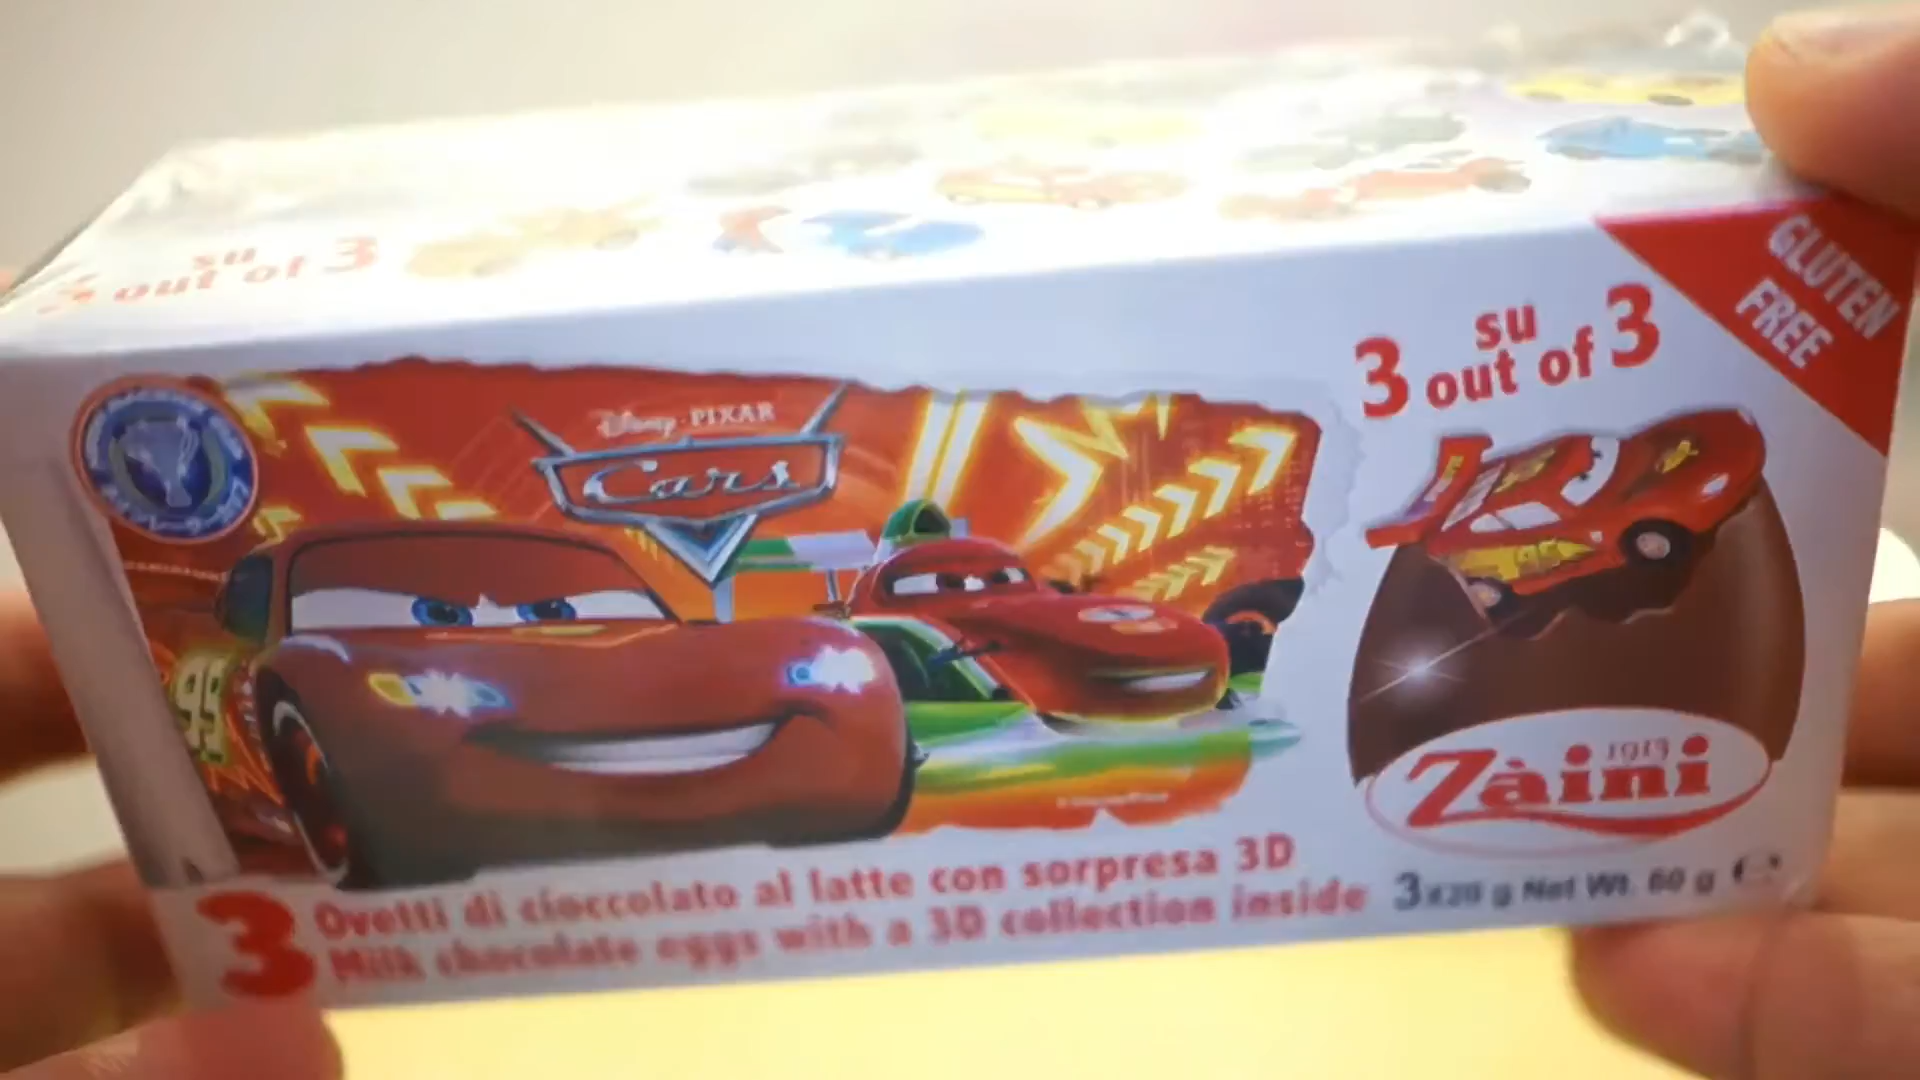 su
3 out of 3
GLUTEN
FREE
su
3 out of 3
Disney · PIXAR
Cars
95
1913
Zàini
3 Ovetti di cioccolato al latte con sorpresa 3D
Milk chocolate eggs with a 3D collection inside
3x20 g Net Wt. 60 g e